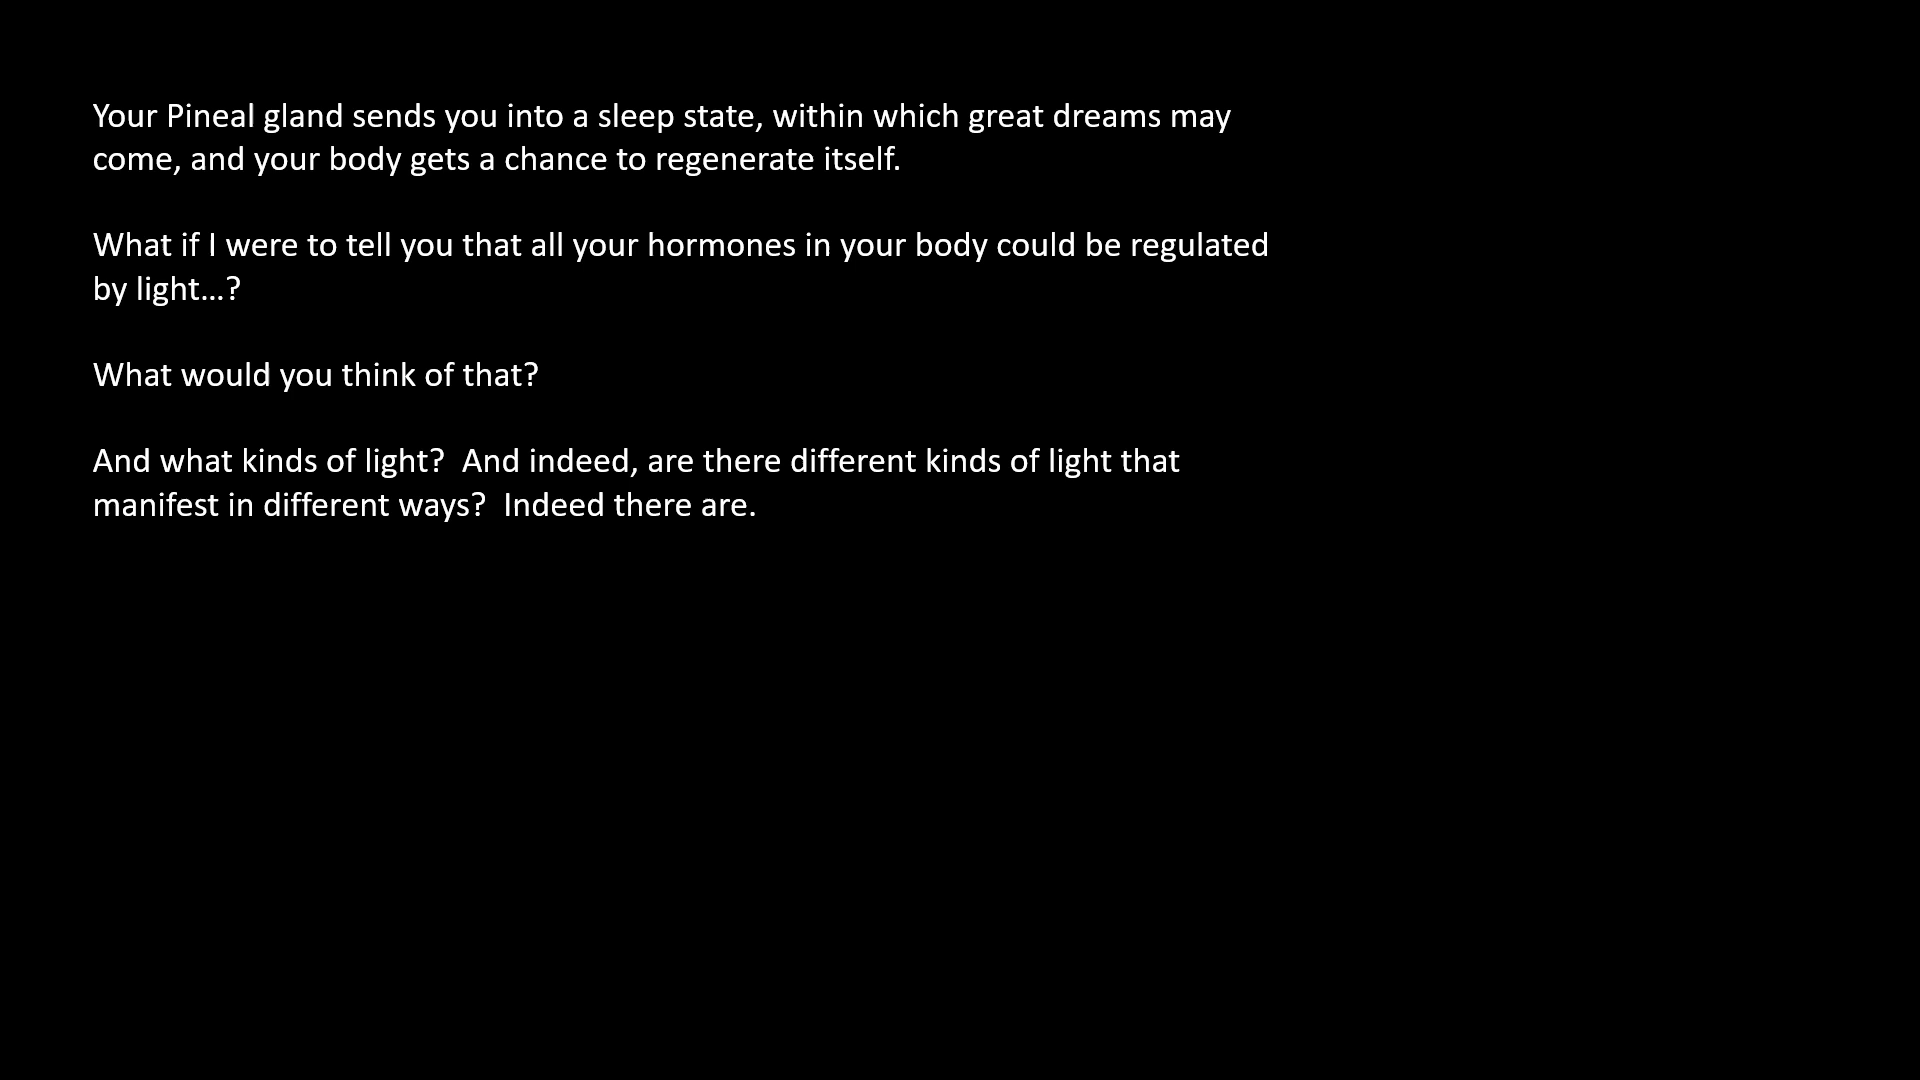 Your Pineal gland sends you into a sleep state, within which great dreams may
come, and your body gets a chance to regenerate itself.
What if I were to tell you that all your hormones in your body could be regulated
by light...?
What would you think of that?
And what kinds of light?  And indeed, are there different kinds of light that
manifest in different ways?  Indeed there are.